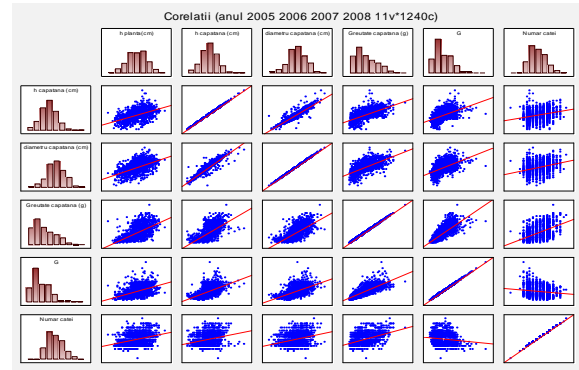 Corelatii (anul 2005 2006 2007 2008 11v*1240c)
h planta(cm)
h capatana (cm)
diametru capatana (cm)
Greutate capatana (g)
G
Numar catei
h capatana (cm)
diametru capatana (cm)
Greutate capatana (g)
G
Numar catei